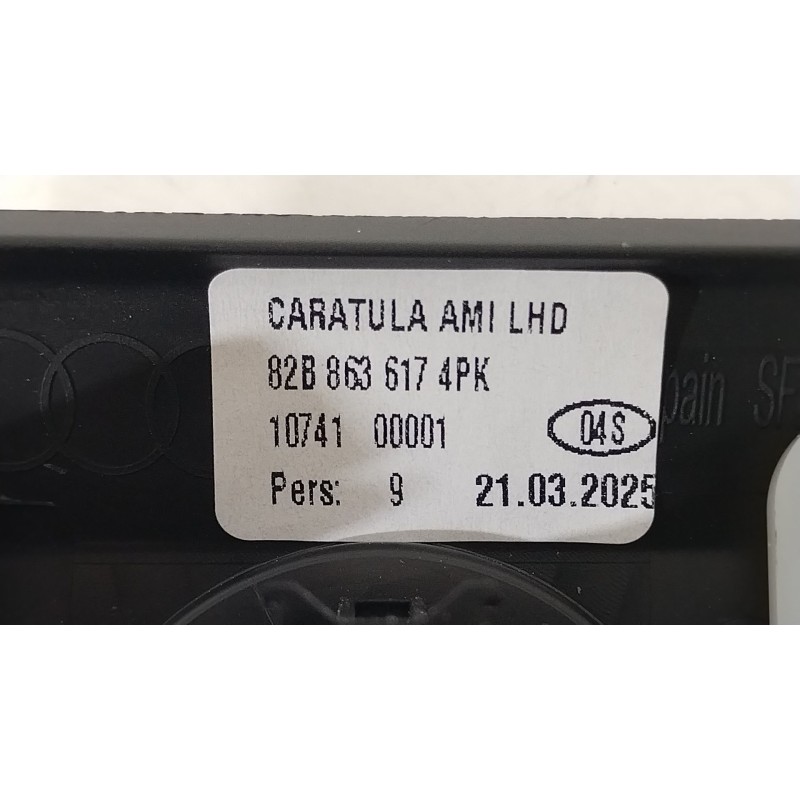 CARATULA AMI LHD
82B 863 617 4PK
10741 00001 04S
Pers: 9 21.03.2025